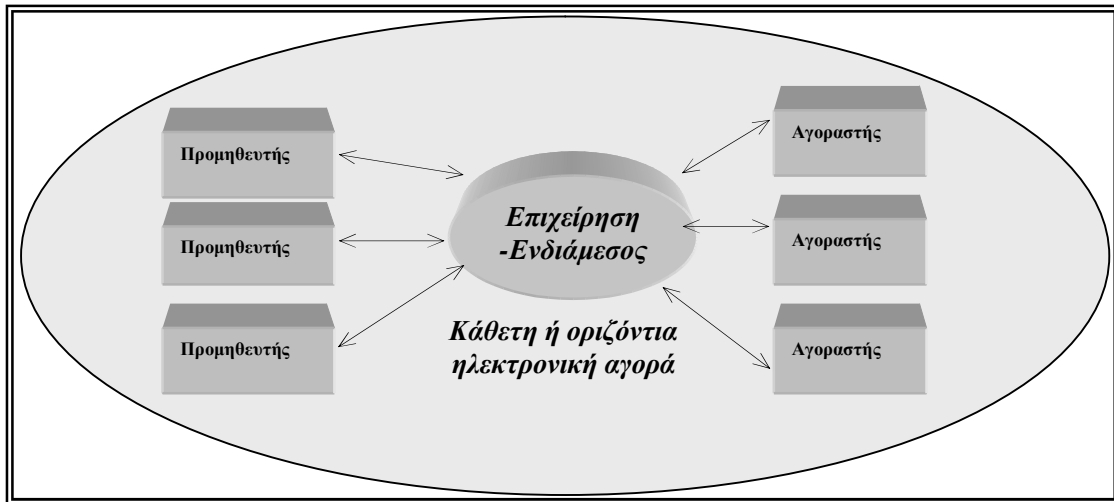 Προμηθευτής
Αγοραστής
Προμηθευτής
Επιχείρηση
-Ενδιάμεσος
Αγοραστής
Προμηθευτής
Κάθετη ή οριζόντια
ηλεκτρονική αγορά
Αγοραστής